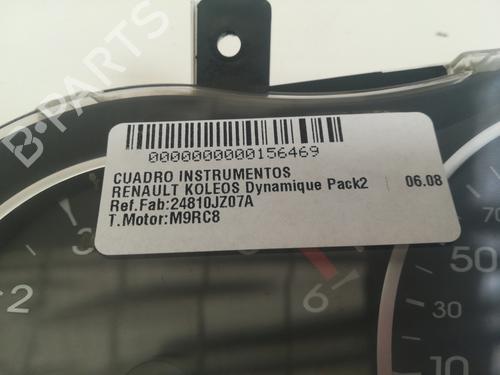 B-PARTS
0000000000156469
CUADRO INSTRUMENTOS
RENAULT KOLEOS Dynamique Pack2 06.08
Ref.Fab:24810JZ07A
T.Motor:M9RC8
2
3
6
50
30
10